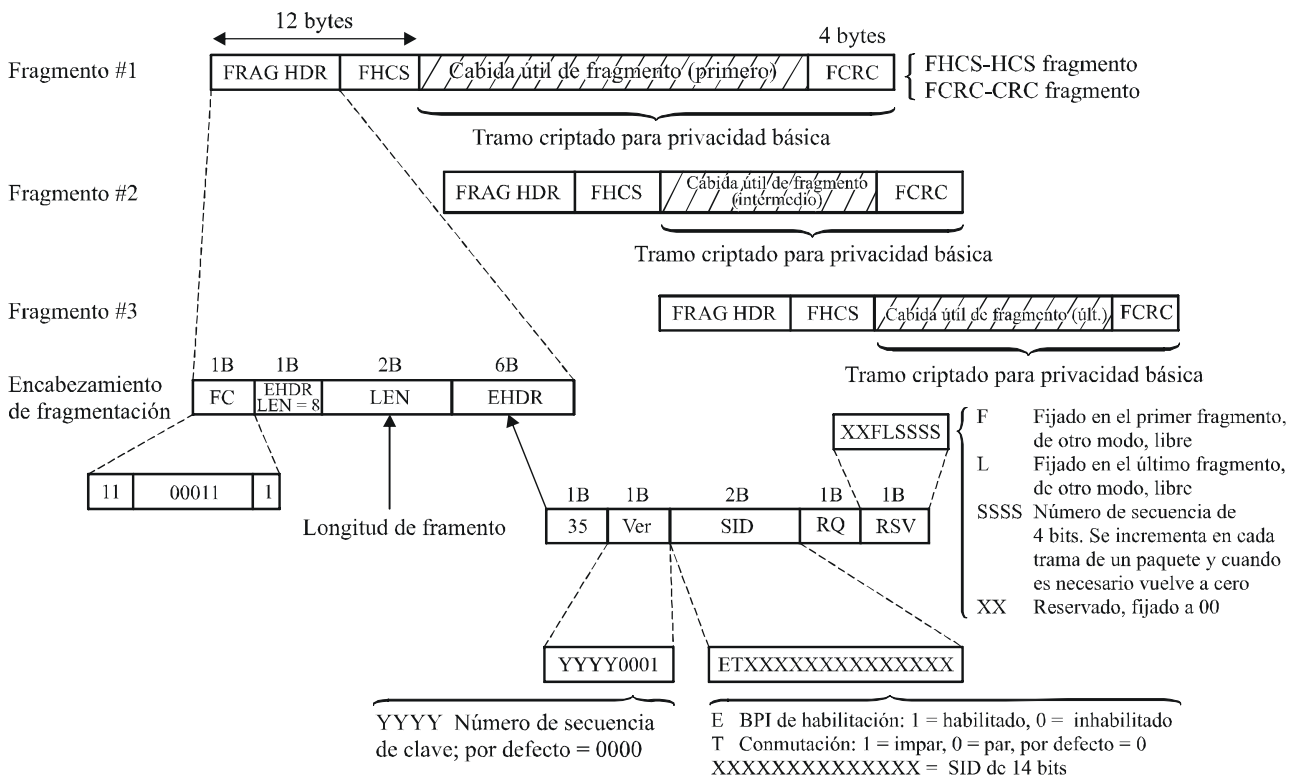 12 bytes
4 bytes
Fragmento #1
FRAG HDR
FHCS
Cabida útil de fragmento (primero)
FCRC
FHCS-HCS fragmento
FCRC-CRC fragmento
Tramo criptado para privacidad básica
Fragmento #2
FRAG HDR
FHCS
Cabida útil de fragmento
(intermedio)
FCRC
Tramo criptado para privacidad básica
Fragmento #3
FRAG HDR
FHCS
Cabida útil de fragmento (últ.)
FCRC
Tramo criptado para privacidad básica
1B
1B
2B
6B
Encabezamiento
de fragmentación
FC
EHDR
LEN = 8
LEN
EHDR
11
00011
1
Longitud de framento
XXFLSSSS
1B
1B
2B
1B
1B
35
Ver
SID
RQ
RSV
F Fijado en el primer fragmento,
de otro modo, libre
L Fijado en el último fragmento,
de otro modo, libre
SSSS Número de secuencia de
4 bits. Se incrementa en cada
trama de un paquete y cuando
es necesario vuelve a cero
XX Reservado, fijado a 00
YYYY0001
ETXXXXXXXXXXXXXX
YYYY Número de secuencia
de clave; por defecto = 0000
E BPI de habilitación: 1 = habilitado, 0 = inhabilitado
T Conmutación: 1 = impar, 0 = par, por defecto = 0
XXXXXXXXXXXXXX = SID de 14 bits